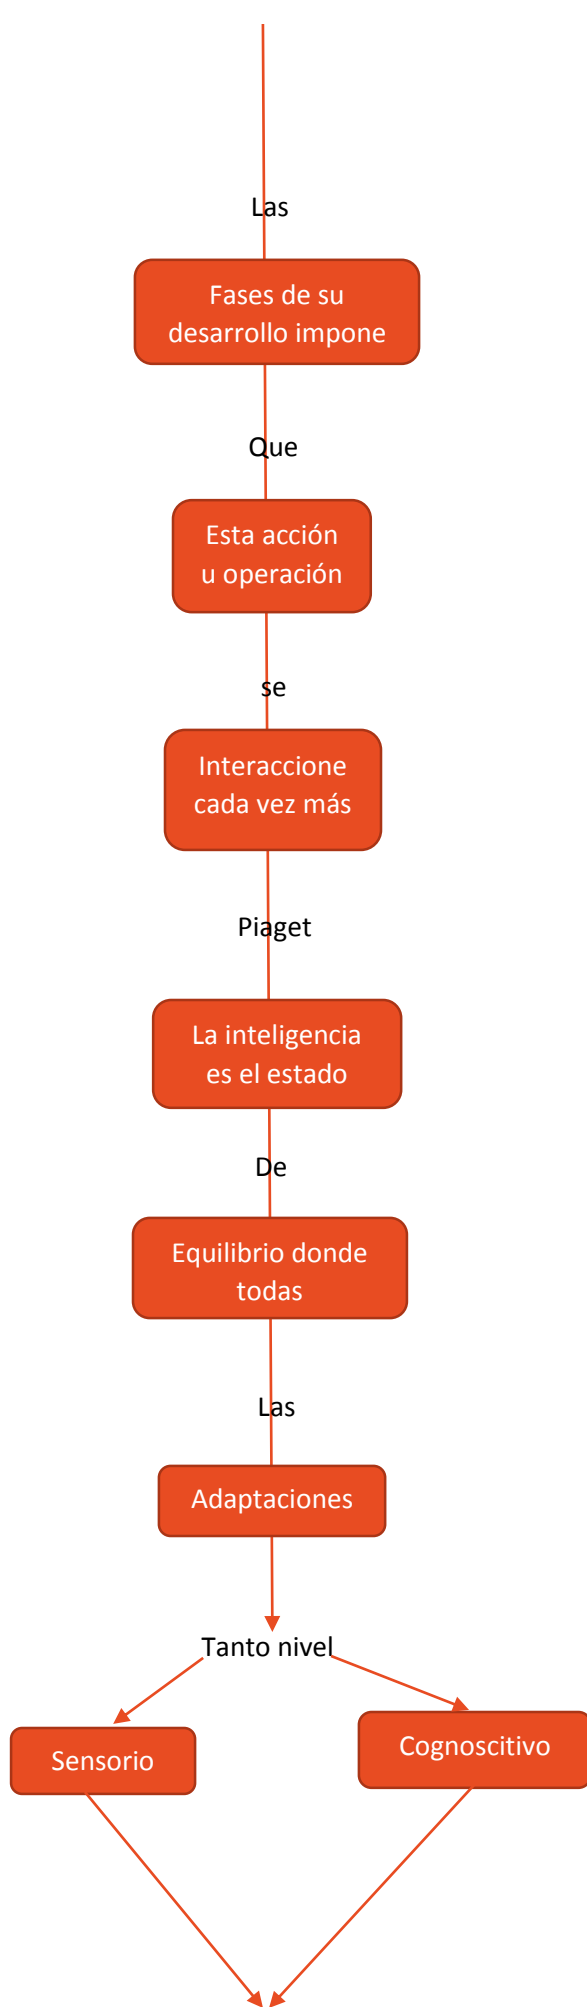 Las
Fases de su
desarrollo impone
Que
Esta acción
u operación
se
Interaccione
cada vez más
Piaget
La inteligencia
es el estado
De
Equilibrio donde
todas
Las
Adaptaciones
Tanto nivel
Sensorio
Cognoscitivo